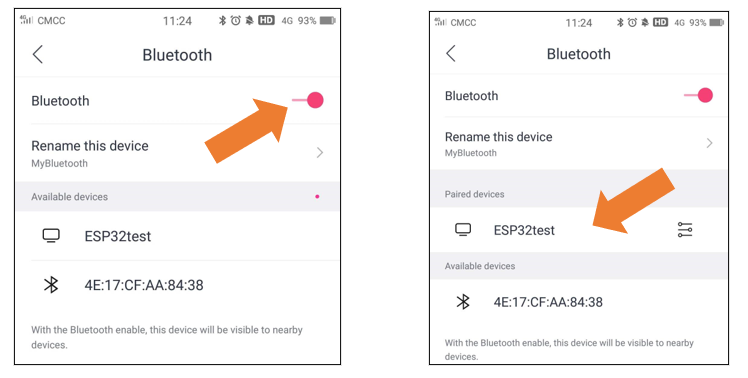 4G CMCC 11:24 HD 4G 93%
Bluetooth
Bluetooth
Rename this device
MyBluetooth
Available devices
ESP32test
4E:17:CF:AA:84:38
With the Bluetooth enable, this device will be visible to nearby
devices.
4G CMCC 11:24 HD 4G 93%
Bluetooth
Bluetooth
Rename this device
MyBluetooth
Paired devices
ESP32test
Available devices
4E:17:CF:AA:84:38
With the Bluetooth enable, this device will be visible to nearby
devices.